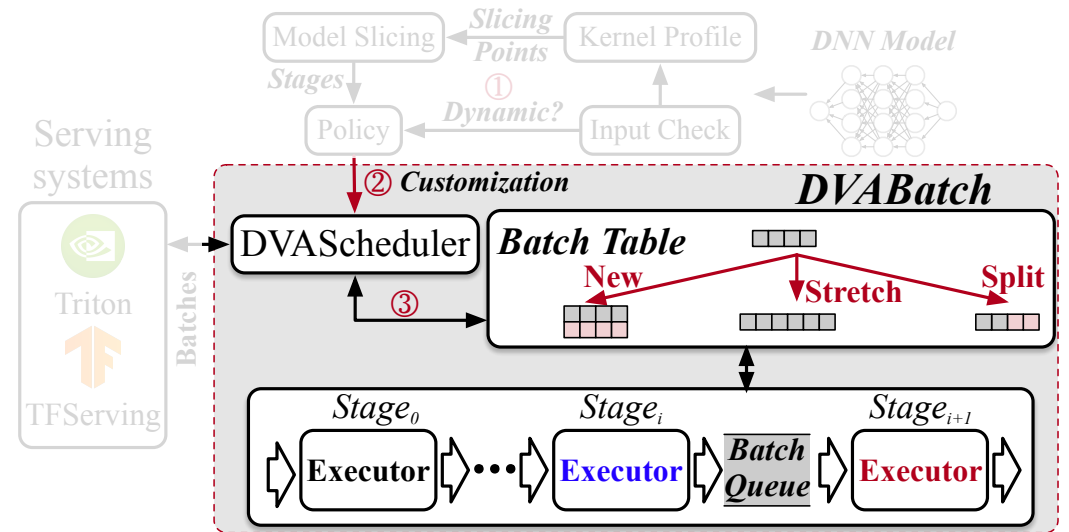 Model Slicing
Slicing
Points
Kernel Profile
DNN Model
Stages
①
Dynamic?
Policy
Input Check
Serving
systems
② Customization
DVABatch
DVAScheduler
Batch Table
New
Stretch
Split
③
Triton
TFServing
Batches
Stage0
Stagei
Stagei+1
Executor
Executor
Batch
Queue
Executor